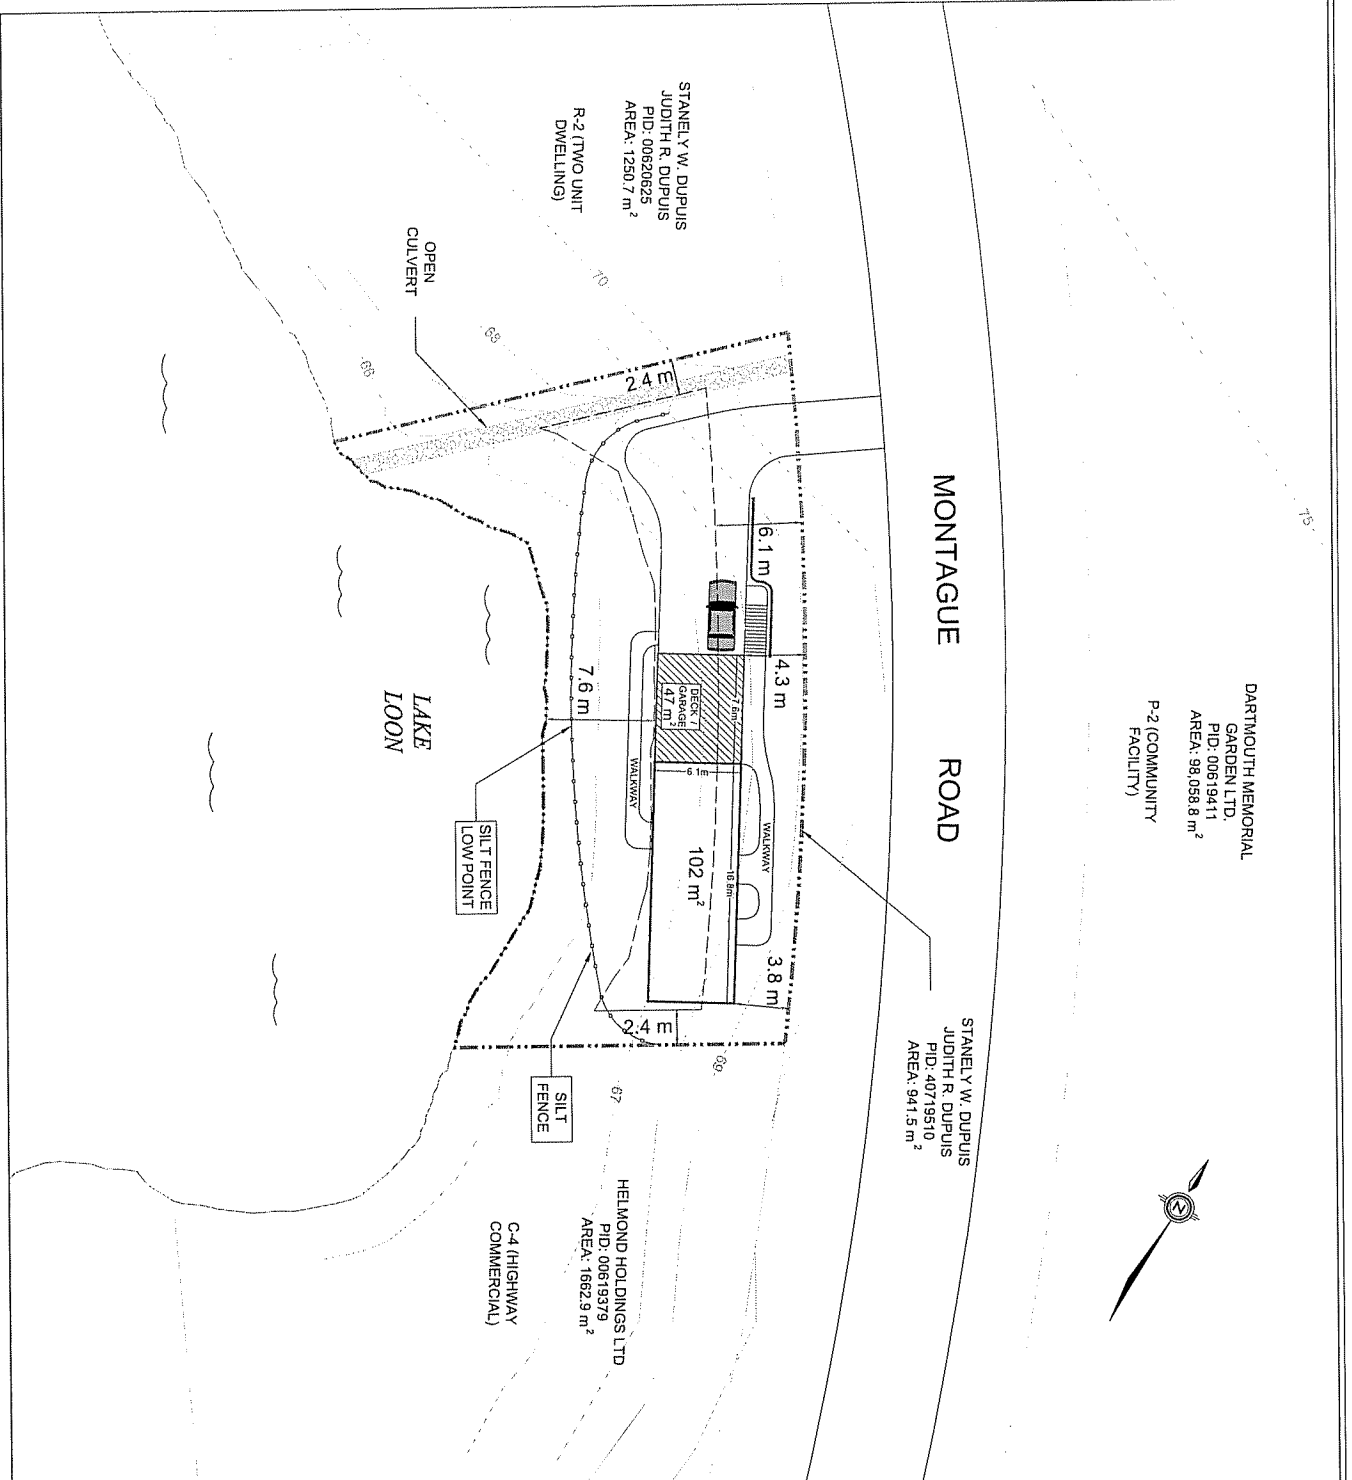 STANELY W. DUPUIS
JUDITH R. DUPUIS
PID: 00620625
AREA: 1250.7 m²
R-2 (TWO UNIT
DWELLING)
OPEN
CULVERT
70
68
66
2.4 m
MONTAGUE ROAD
75
DARTMOUTH MEMORIAL
GARDEN LTD.
PID: 00619411
AREA: 98,058.8 m²
P-2 (COMMUNITY
FACILITY)
6.1 m
4.3 m
7.6m
DECK /
GARAGE
47 m²
7.6 m
6.1m
WALKWAY
WALKWAY
102 m²
16.8m
3.8 m
LAKE
LOON
SILT FENCE
LOW POINT
2.4 m
SILT
FENCE
69
67
STANELY W. DUPUIS
JUDITH R. DUPUIS
PID: 40719510
AREA: 941.5 m²
HELMOND HOLDINGS LTD
PID: 00619379
AREA: 1662.9 m²
C-4 (HIGHWAY
COMMERCIAL)
N